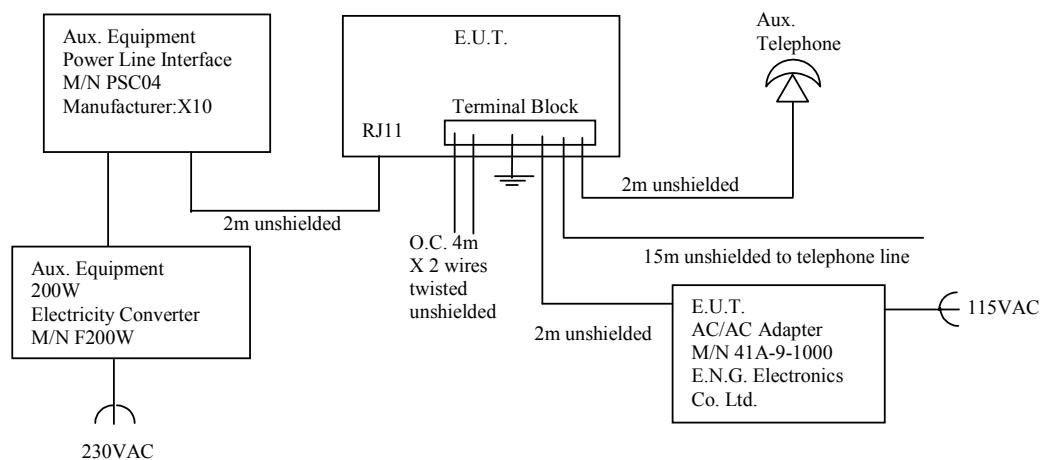 Aux. Equipment
Power Line Interface
M/N PSC04
Manufacturer:X10
E.U.T.
Terminal Block
RJ11
Aux.
Telephone
2m unshielded
2m unshielded
O.C. 4m
X 2 wires
twisted
unshielded
15m unshielded to telephone line
Aux. Equipment
200W
Electricity Converter
M/N F200W
2m unshielded
E.U.T.
AC/AC Adapter
M/N 41A-9-1000
E.N.G. Electronics
Co. Ltd.
115VAC
230VAC